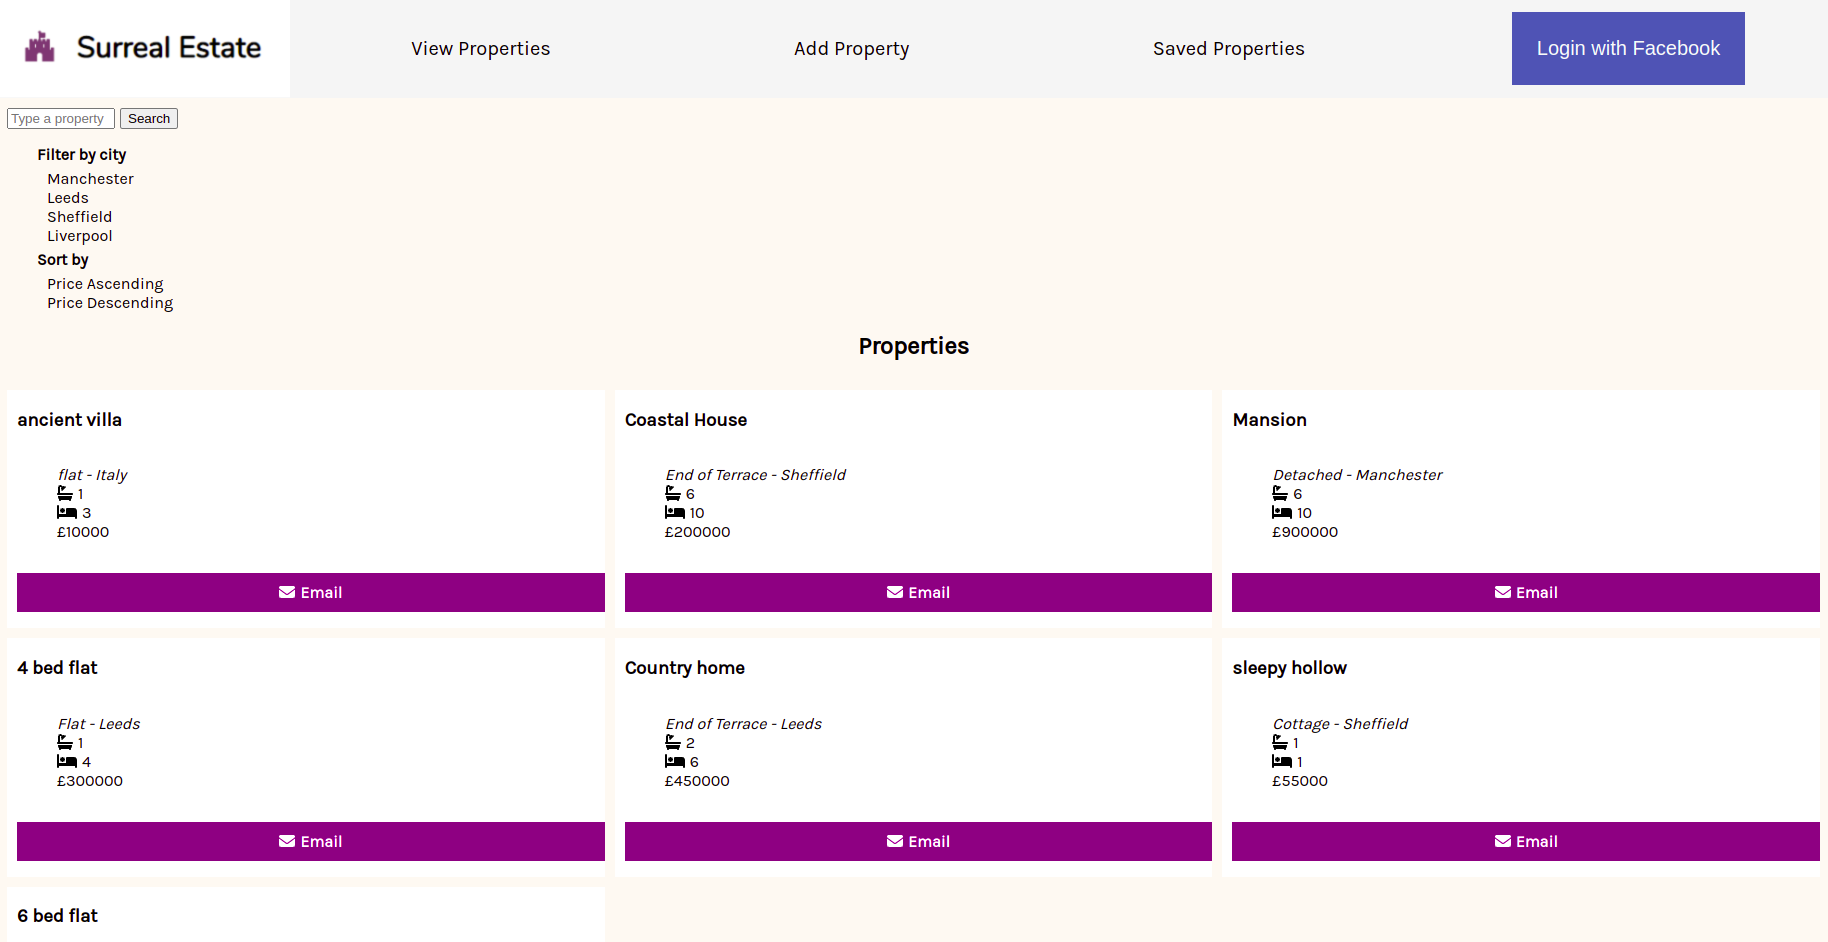 Surreal Estate
View Properties
Add Property
Saved Properties
Login with Facebook
Type a property
Search
Filter by city
Manchester
Leeds
Sheffield
Liverpool
Sort by
Price Ascending
Price Descending
Properties
ancient villa
flat - Italy
1
3
£10000
Email
Coastal House
End of Terrace - Sheffield
6
10
£200000
Email
Mansion
Detached - Manchester
6
10
£900000
Email
4 bed flat
Flat - Leeds
1
4
£300000
Email
Country home
End of Terrace - Leeds
2
6
£450000
Email
sleepy hollow
Cottage - Sheffield
1
1
£55000
Email
6 bed flat